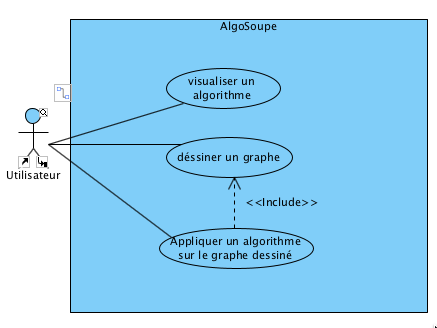 AlgoSoupe
visualiser un
algorithme
déssiner un graphe
<<Include>>
Utilisateur
Appliquer un algorithme
sur le graphe dessiné